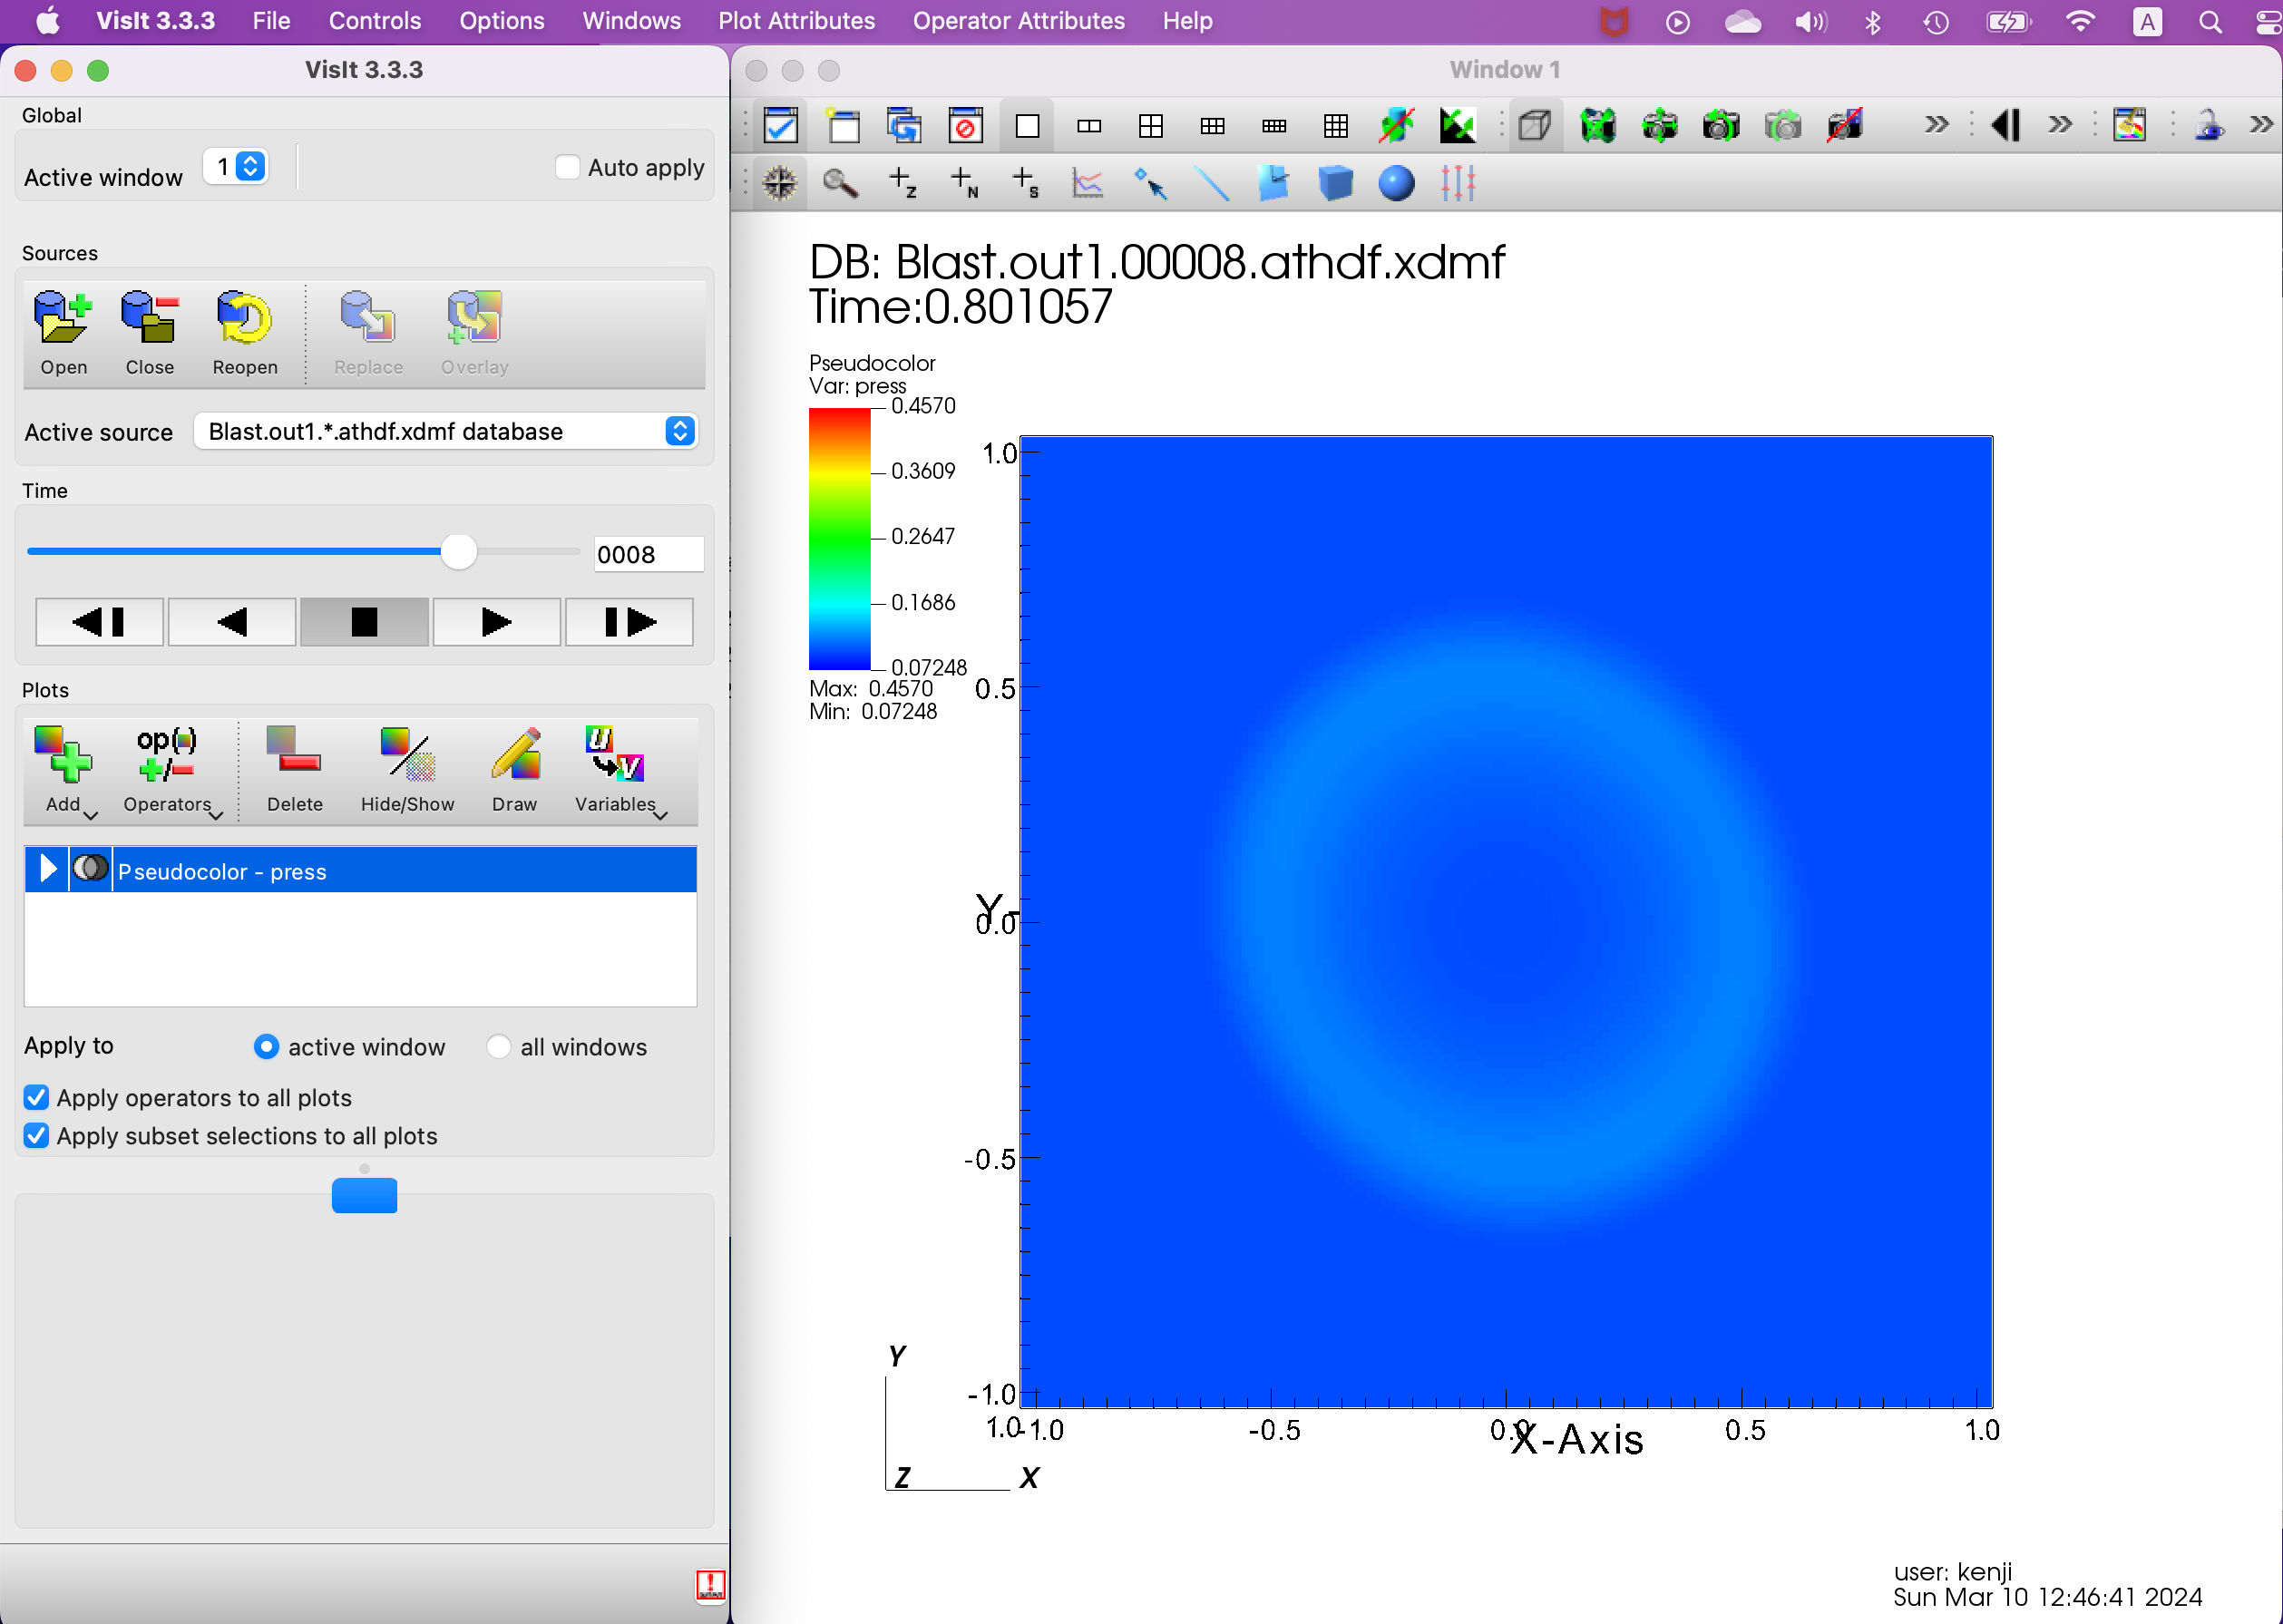 VisIt 3.3.3 File Controls Options Windows Plot Attributes Operator Attributes Help A
VisIt 3.3.3
Global
Active window 1 Auto apply
Sources
Open Close Reopen Replace Overlay
Active source Blast.out1.*.athdf.xdmf database
Time
0008
Plots
op( )
+/-
u
v
Add Operators Delete Hide/Show Draw Variables
Pseudocolor - press
Apply to active window all windows
Apply operators to all plots
Apply subset selections to all plots
Window 1
Z N S
DB: Blast.out1.00008.athdf.xdmf
Time:0.801057
Pseudocolor
Var: press
0.4570
0.3609
0.2647
0.1686
0.07248
Max: 0.4570
Min: 0.07248
1.0
0.5
Y-
0.0
-0.5
-1.0
1.0 -1.0 -0.5 0.0 0.5 1.0
X-Axis
Y
Z X
user: kenji
Sun Mar 10 12:46:41 2024